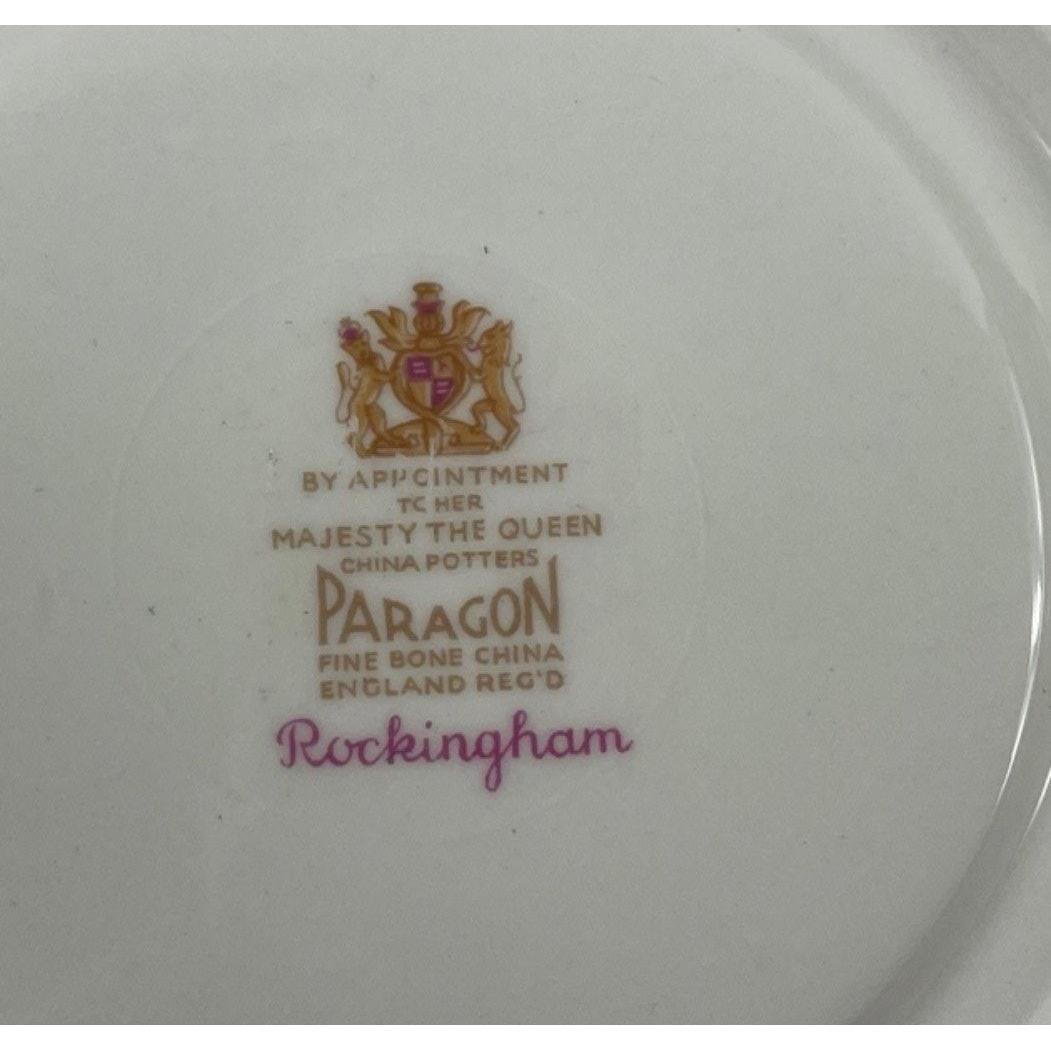 BY APPOINTMENT
TO HER
MAJESTY THE QUEEN
CHINA POTTERS
PARAGON
FINE BONE CHINA
ENGLAND REG'D
Rockingham